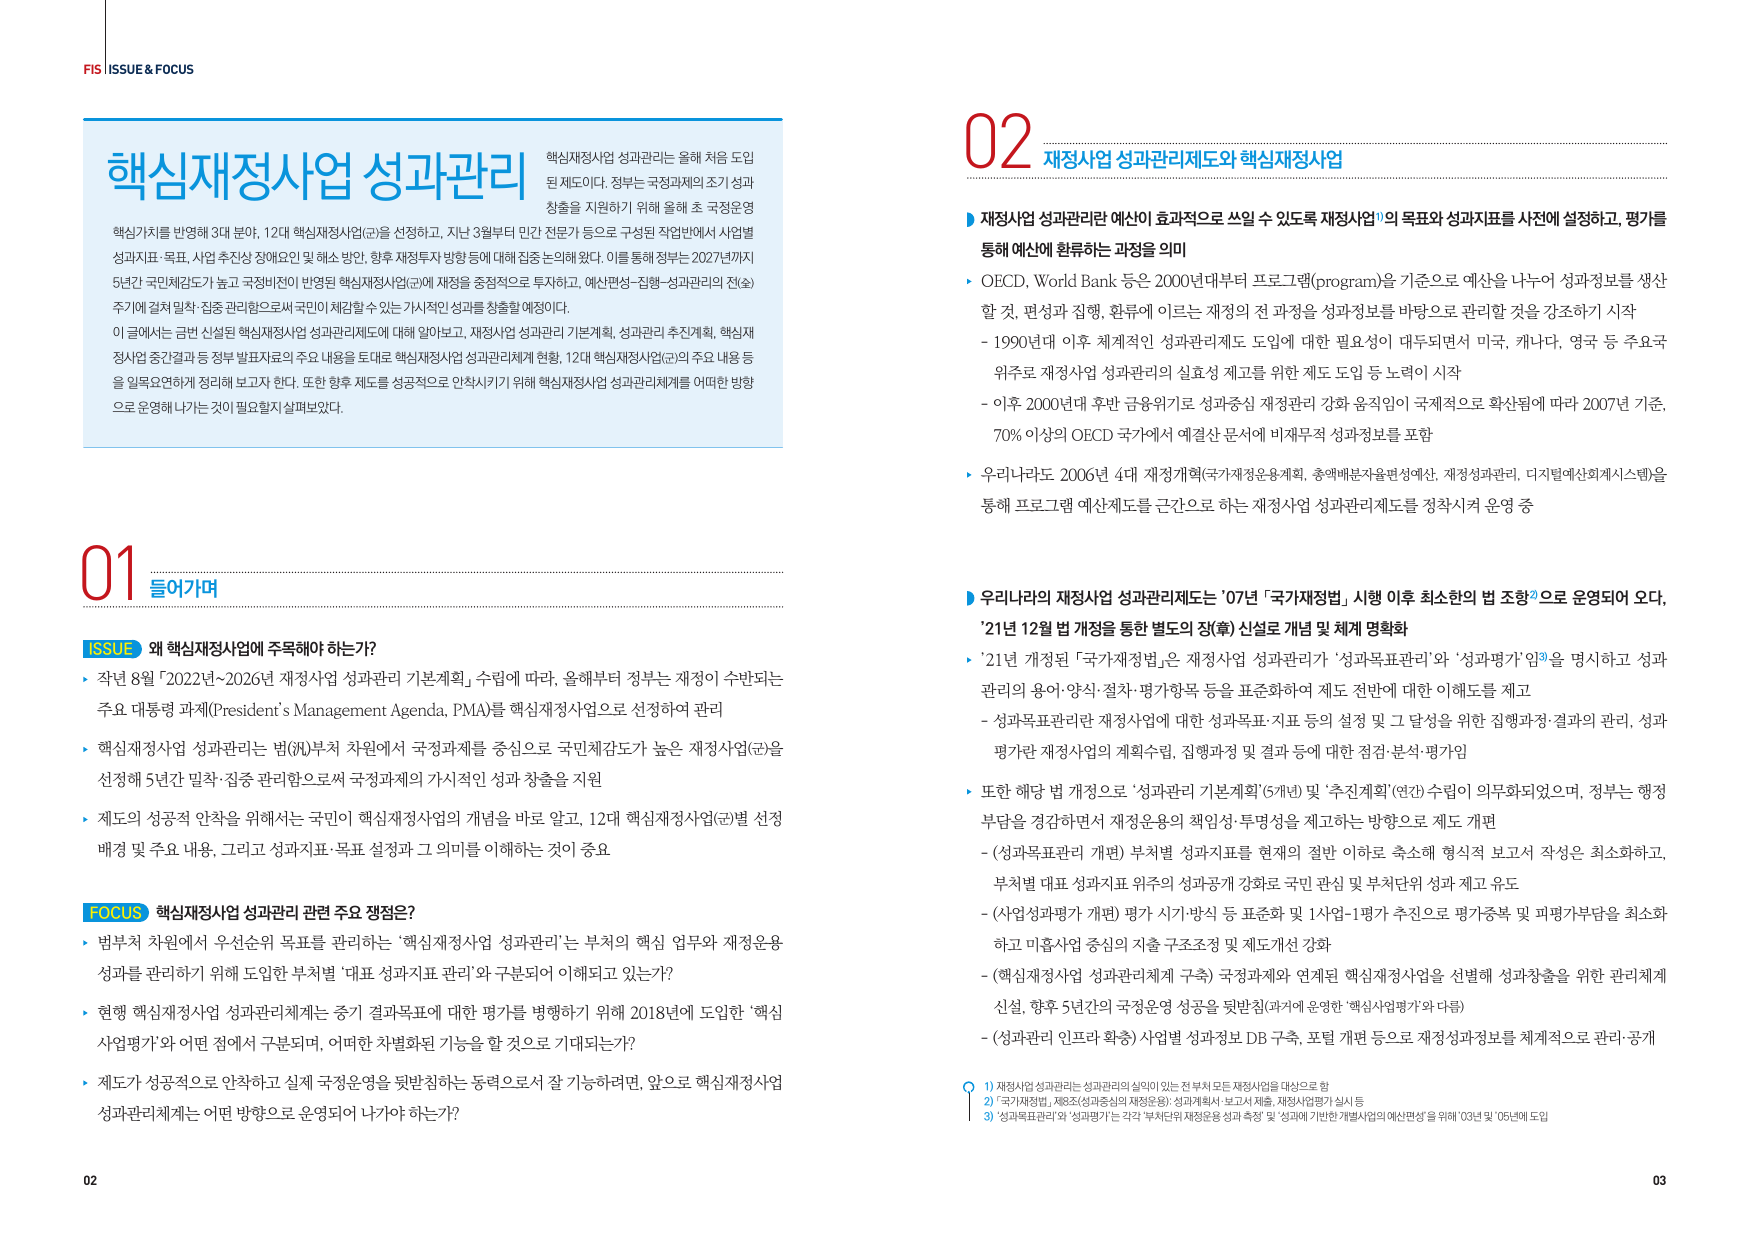 FIS ISSUE & FOCUS
핵심재정사업 성과관리
핵심재정사업 성과관리는 올해 처음 도입
된 제도이다. 정부는 국정과제의 조기 성과
창출을 지원하기 위해 올해 초 국정운영
핵심가치를 반영해 3대 분야, 12대 핵심재정사업(군)을 선정하고, 지난 3월부터 민간 전문가 등으로 구성된 작업반에서 사업별
성과지표·목표, 사업 추진상 장애요인 및 해소 방안, 향후 재정투자 방향 등에 대해 집중 논의해 왔다. 이를 통해 정부는 2027년까지
5년간 국민체감도가 높고 국정비전이 반영된 핵심재정사업(군)에 재정을 중점적으로 투자하고, 예산편성-집행-성과관리의 전(全)
주기에 걸쳐 밀착·집중 관리함으로써 국민이 체감할 수 있는 가시적인 성과를 창출할 예정이다.
이 글에서는 금번 신설된 핵심재정사업 성과관리제도에 대해 알아보고, 재정사업 성과관리 기본계획, 성과관리 추진계획, 핵심재
정사업 중간결과 등 정부 발표자료의 주요 내용을 토대로 핵심재정사업 성과관리체계 현황, 12대 핵심재정사업(군)의 주요 내용 등
을 일목요연하게 정리해 보고자 한다. 또한 향후 제도를 성공적으로 안착시키기 위해 핵심재정사업 성과관리체계를 어떠한 방향
으로 운영해 나가는 것이 필요할지 살펴보았다.
01 들어가며
ISSUE 왜 핵심재정사업에 주목해야 하는가?
▸ 작년 8월 「2022년~2026년 재정사업 성과관리 기본계획」 수립에 따라, 올해부터 정부는 재정이 수반되는
주요 대통령 과제(President's Management Agenda, PMA)를 핵심재정사업으로 선정하여 관리
▸ 핵심재정사업 성과관리는 범(汎)부처 차원에서 국정과제를 중심으로 국민체감도가 높은 재정사업(군)을
선정해 5년간 밀착·집중 관리함으로써 국정과제의 가시적인 성과 창출을 지원
▸ 제도의 성공적 안착을 위해서는 국민이 핵심재정사업의 개념을 바로 알고, 12대 핵심재정사업(군)별 선정
배경 및 주요 내용, 그리고 성과지표·목표 설정과 그 의미를 이해하는 것이 중요
FOCUS 핵심재정사업 성과관리 관련 주요 쟁점은?
▸ 범부처 차원에서 우선순위 목표를 관리하는 '핵심재정사업 성과관리'는 부처의 핵심 업무와 재정운용
성과를 관리하기 위해 도입한 부처별 '대표 성과지표 관리'와 구분되어 이해되고 있는가?
▸ 현행 핵심재정사업 성과관리체계는 중기 결과목표에 대한 평가를 병행하기 위해 2018년에 도입한 '핵심
사업평가'와 어떤 점에서 구분되며, 어떠한 차별화된 기능을 할 것으로 기대되는가?
▸ 제도가 성공적으로 안착하고 실제 국정운영을 뒷받침하는 동력으로서 잘 기능하려면, 앞으로 핵심재정사업
성과관리체계는 어떤 방향으로 운영되어 나가야 하는가?
02
02 재정사업 성과관리제도와 핵심재정사업
재정사업 성과관리란 예산이 효과적으로 쓰일 수 있도록 재정사업1)의 목표와 성과지표를 사전에 설정하고, 평가를
통해 예산에 환류하는 과정을 의미
▸ OECD, World Bank 등은 2000년대부터 프로그램(program)을 기준으로 예산을 나누어 성과정보를 생산
할 것, 편성과 집행, 환류에 이르는 재정의 전 과정을 성과정보를 바탕으로 관리할 것을 강조하기 시작
- 1990년대 이후 체계적인 성과관리제도 도입에 대한 필요성이 대두되면서 미국, 캐나다, 영국 등 주요국
위주로 재정사업 성과관리의 실효성 제고를 위한 제도 도입 등 노력이 시작
- 이후 2000년대 후반 금융위기로 성과중심 재정관리 강화 움직임이 국제적으로 확산됨에 따라 2007년 기준,
70% 이상의 OECD 국가에서 예결산 문서에 비재무적 성과정보를 포함
▸ 우리나라도 2006년 4대 재정개혁(국가재정운용계획, 총액배분자율편성예산, 재정성과관리, 디지털예산회계시스템)을
통해 프로그램 예산제도를 근간으로 하는 재정사업 성과관리제도를 정착시켜 운영 중
우리나라의 재정사업 성과관리제도는 '07년 「국가재정법」 시행 이후 최소한의 법 조항2)으로 운영되어 오다,
'21년 12월 법 개정을 통한 별도의 장(章) 신설로 개념 및 체계 명확화
▸ '21년 개정된 「국가재정법」은 재정사업 성과관리가 '성과목표관리'와 '성과평가'임3)을 명시하고 성과
관리의 용어·양식·절차·평가항목 등을 표준화하여 제도 전반에 대한 이해도를 제고
- 성과목표관리란 재정사업에 대한 성과목표·지표 등의 설정 및 그 달성을 위한 집행과정·결과의 관리, 성과
평가란 재정사업의 계획수립, 집행과정 및 결과 등에 대한 점검·분석·평가임
▸ 또한 해당 법 개정으로 '성과관리 기본계획'(5개년) 및 '추진계획'(연간) 수립이 의무화되었으며, 정부는 행정
부담을 경감하면서 재정운용의 책임성·투명성을 제고하는 방향으로 제도 개편
- (성과목표관리 개편) 부처별 성과지표를 현재의 절반 이하로 축소해 형식적 보고서 작성은 최소화하고,
부처별 대표 성과지표 위주의 성과공개 강화로 국민 관심 및 부처단위 성과 제고 유도
- (사업성과평가 개편) 평가 시기·방식 등 표준화 및 1사업-1평가 추진으로 평가중복 및 피평가부담을 최소화
하고 미흡사업 중심의 지출 구조조정 및 제도개선 강화
- (핵심재정사업 성과관리체계 구축) 국정과제와 연계된 핵심재정사업을 선별해 성과창출을 위한 관리체계
신설, 향후 5년간의 국정운영 성공을 뒷받침(과거에 운영한 '핵심사업평가'와 다름)
- (성과관리 인프라 확충) 사업별 성과정보 DB 구축, 포털 개편 등으로 재정성과정보를 체계적으로 관리·공개
1) 재정사업 성과관리는 성과관리의 실익이 있는 전 부처 모든 재정사업을 대상으로 함
2) 「국가재정법」 제8조(성과중심의 재정운용): 성과계획서·보고서 제출, 재정사업평가 실시 등
3) '성과목표관리'와 '성과평가'는 각각 '부처단위 재정운용 성과 측정' 및 '성과에 기반한 개별사업의 예산편성'을 위해 '03년 및 '05년에 도입
03